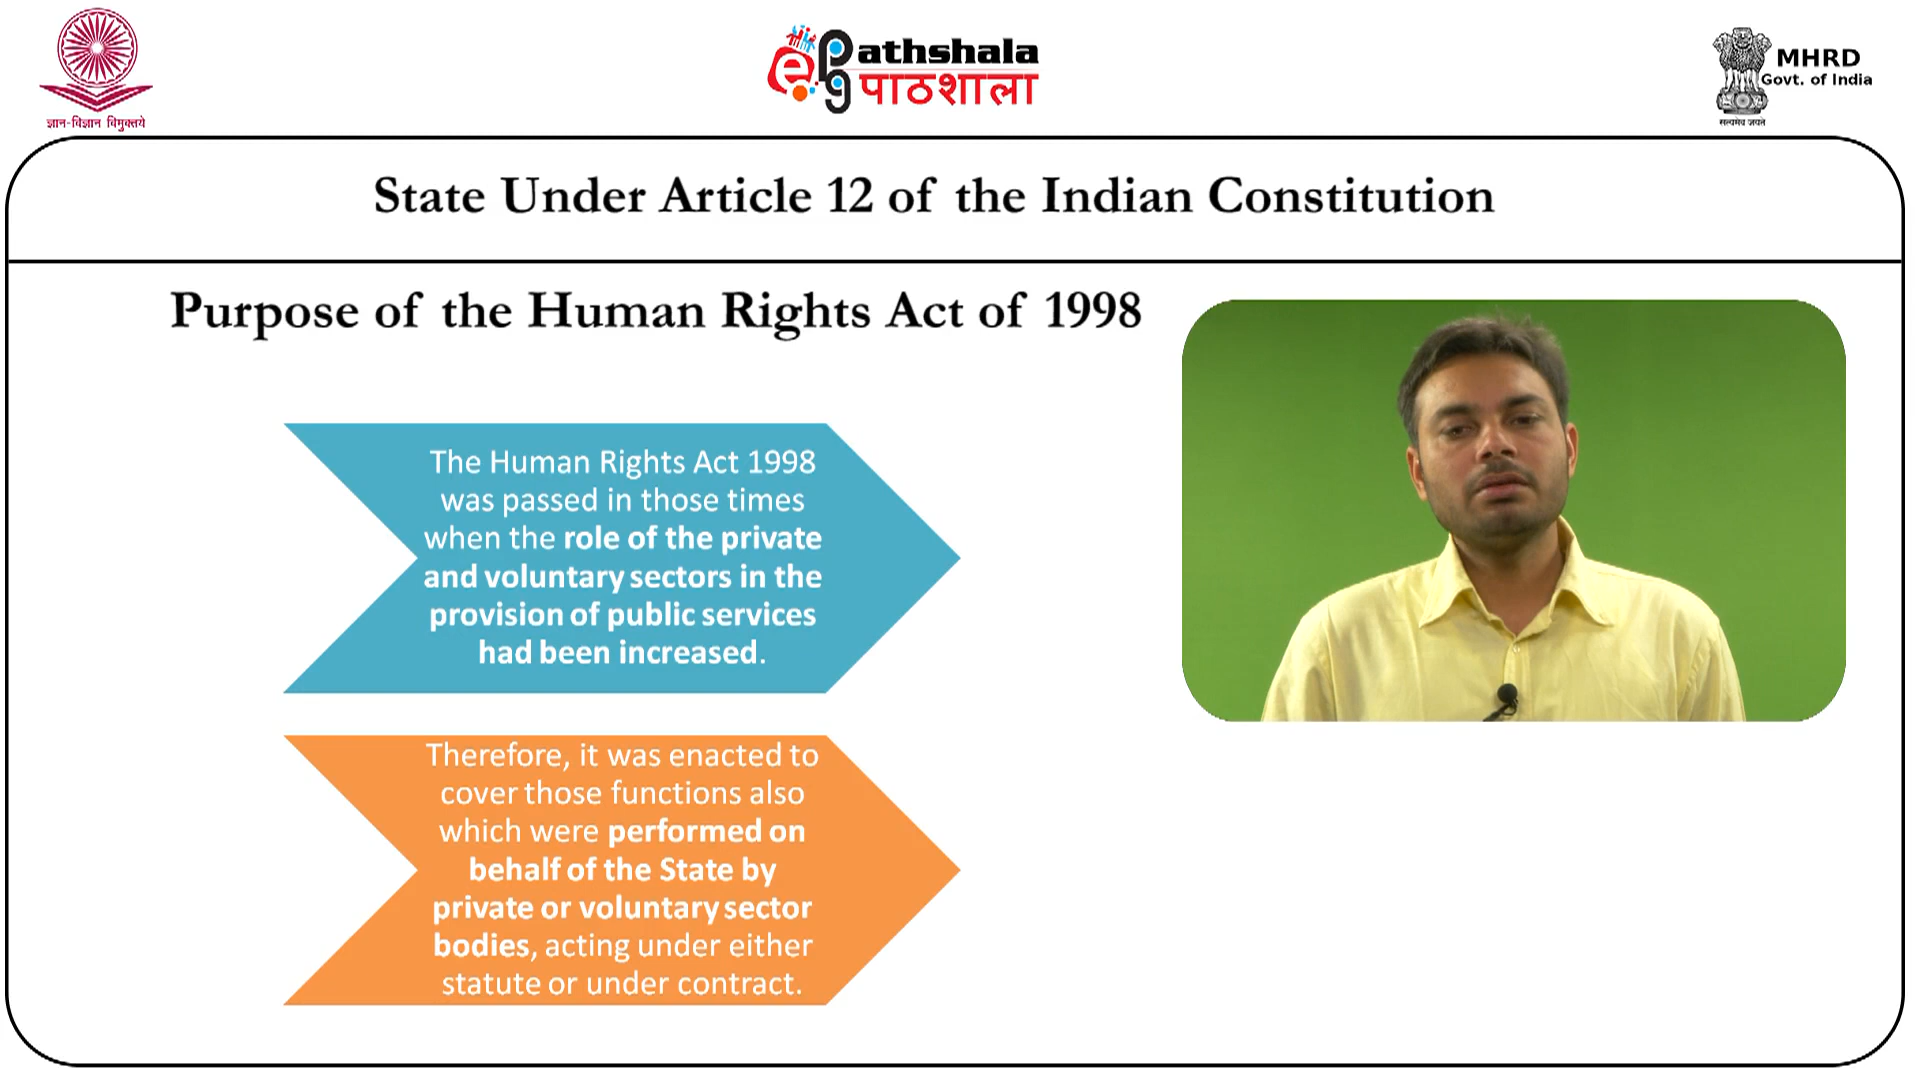 ज्ञान-विज्ञान विमुक्तये
ePathshala
पाठशाला
MHRD
Govt. of India
सत्यमेव जयते
State Under Article 12 of the Indian Constitution
Purpose of the Human Rights Act of 1998
The Human Rights Act 1998
was passed in those times
when the role of the private
and voluntary sectors in the
provision of public services
had been increased.
Therefore, it was enacted to
cover those functions also
which were performed on
behalf of the State by
private or voluntary sector
bodies, acting under either
statute or under contract.